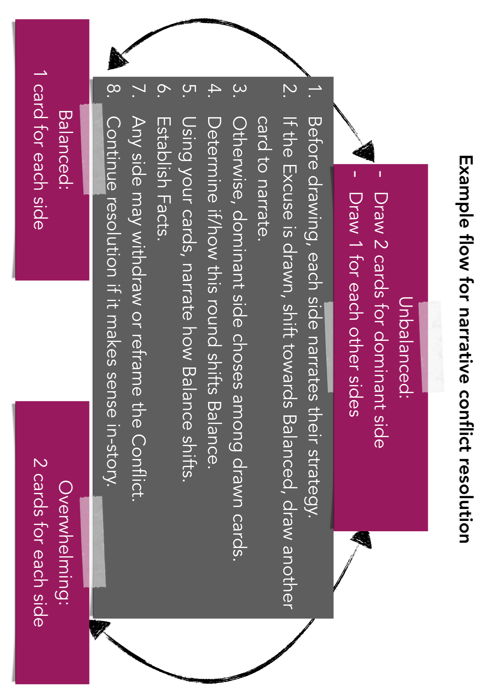 Example flow for narrative conflict resolution
Unbalanced:
- Draw 2 cards for dominant side
- Draw 1 for each other sides
1. Before drawing, each side narrates their strategy.
2. If the Excuse is drawn, shift towards Balanced, draw another
card to narrate.
3. Otherwise, dominant side choses among drawn cards.
4. Determine if/how this round shifts Balance.
5. Using your cards, narrate how Balance shifts.
6. Establish Facts.
7. Any side may withdraw or reframe the Conflict.
8. Continue resolution if it makes sense in-story.
Balanced:
1 card for each side
Overwhelming:
2 cards for each side